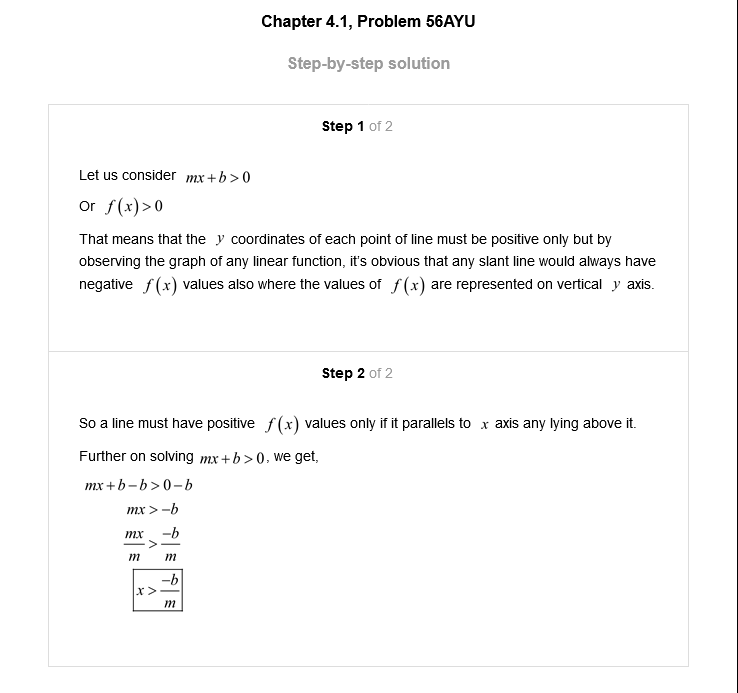 Chapter 4.1, Problem 56AYU
Step-by-step solution
Step 1 of 2
Let us consider mx + b > 0
Or f(x) > 0
That means that the y coordinates of each point of line must be positive only but by
observing the graph of any linear function, it's obvious that any slant line would always have
negative f(x) values also where the values of f(x) are represented on vertical y axis.
Step 2 of 2
So a line must have positive f(x) values only if it parallels to x axis any lying above it.
Further on solving mx + b > 0, we get,
mx + b − b > 0 − b
mx > −b
mx/m > −b/m
x > −b/m